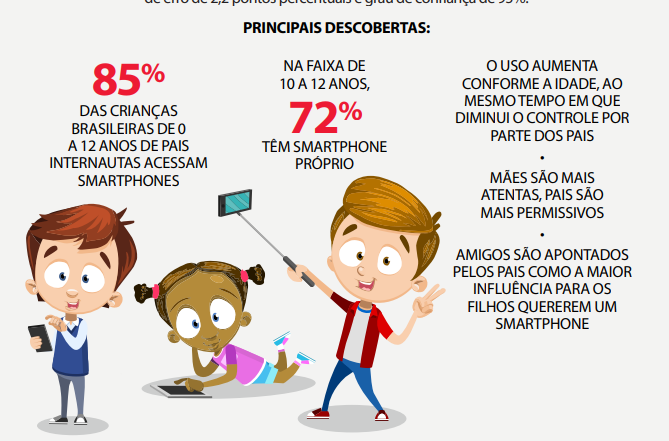 de erro de 2,2 pontos percentuais e grau de confiança de 95%.
PRINCIPAIS DESCOBERTAS:
85%
DAS CRIANÇAS
BRASILEIRAS DE 0
A 12 ANOS DE PAIS
INTERNAUTAS ACESSAM
SMARTPHONES
NA FAIXA DE
10 A 12 ANOS,
72%
TÊM SMARTPHONE
PRÓPRIO
O USO AUMENTA
CONFORME A IDADE, AO
MESMO TEMPO EM QUE
DIMINUI O CONTROLE POR
PARTE DOS PAIS
•
MÃES SÃO MAIS
ATENTAS, PAIS SÃO
MAIS PERMISSIVOS
•
AMIGOS SÃO APONTADOS
PELOS PAIS COMO A MAIOR
INFLUÊNCIA PARA OS
FILHOS QUEREREM UM
SMARTPHONE